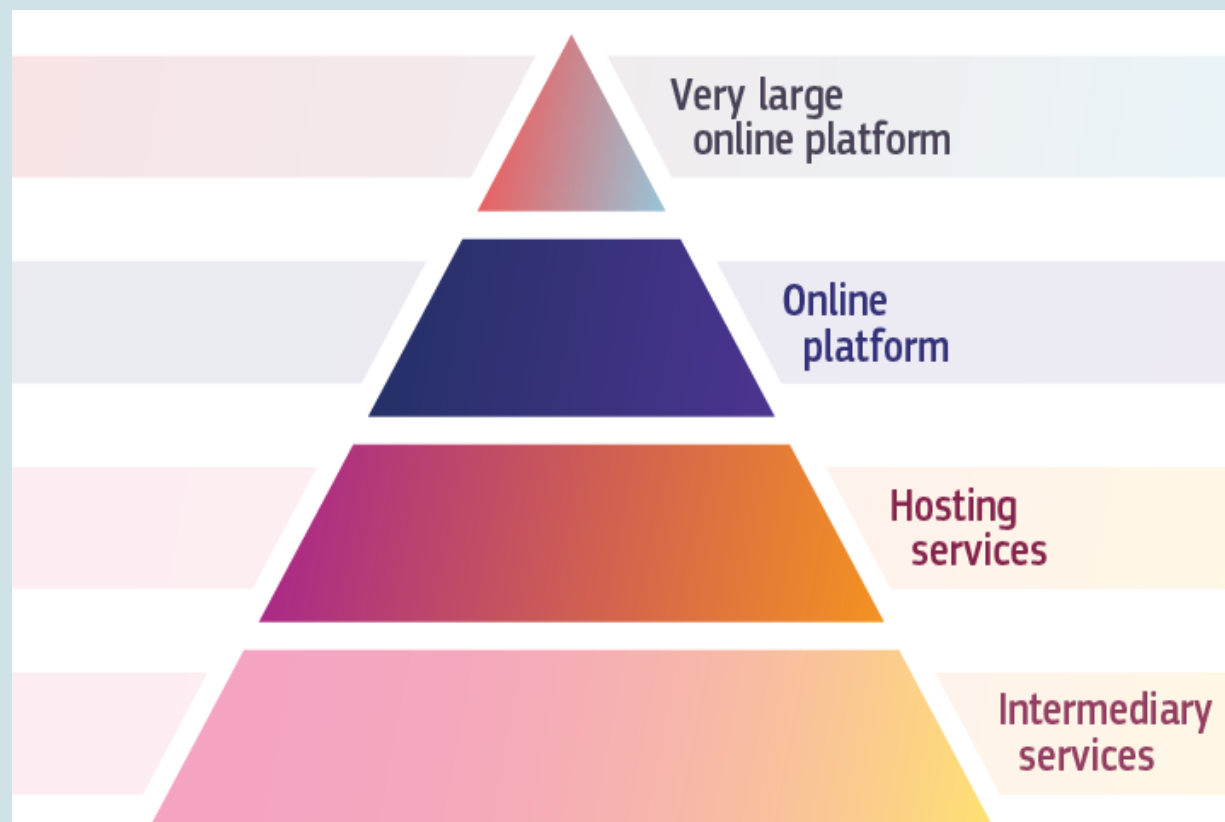 Very large
online platform
Online
platform
Hosting
services
Intermediary
services